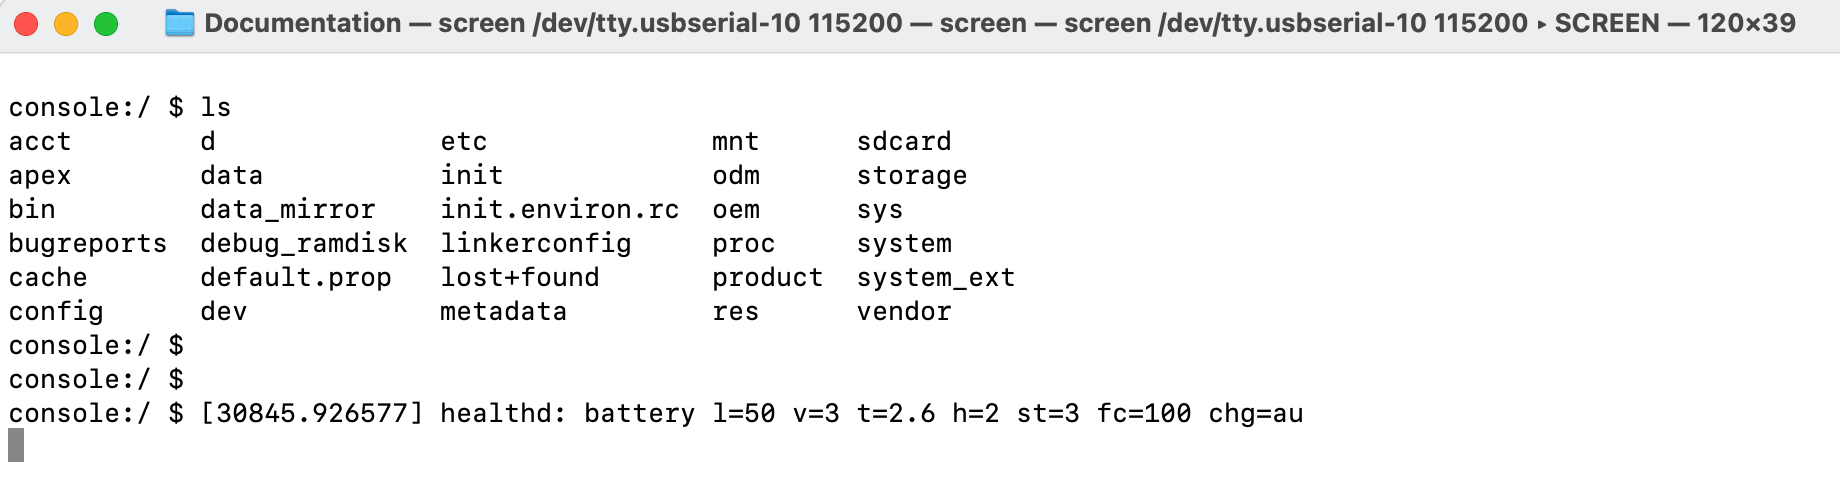 Documentation — screen /dev/tty.usbserial-10 115200 — screen — screen /dev/tty.usbserial-10 115200 ▸ SCREEN — 120×39
console:/ $ ls
acct        d              etc              mnt      sdcard
apex        data           init             odm      storage
bin         data_mirror    init.environ.rc  oem      sys
bugreports  debug_ramdisk  linkerconfig     proc     system
cache       default.prop   lost+found       product  system_ext
config      dev            metadata         res      vendor
console:/ $
console:/ $
console:/ $ [30845.926577] healthd: battery l=50 v=3 t=2.6 h=2 st=3 fc=100 chg=au